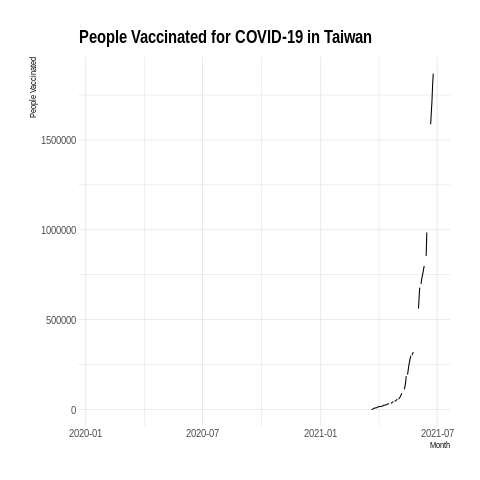 People Vaccinated for COVID-19 in Taiwan
People Vaccinated
1500000
1000000
500000
0
2020-01 2020-07 2021-01 2021-07
Month